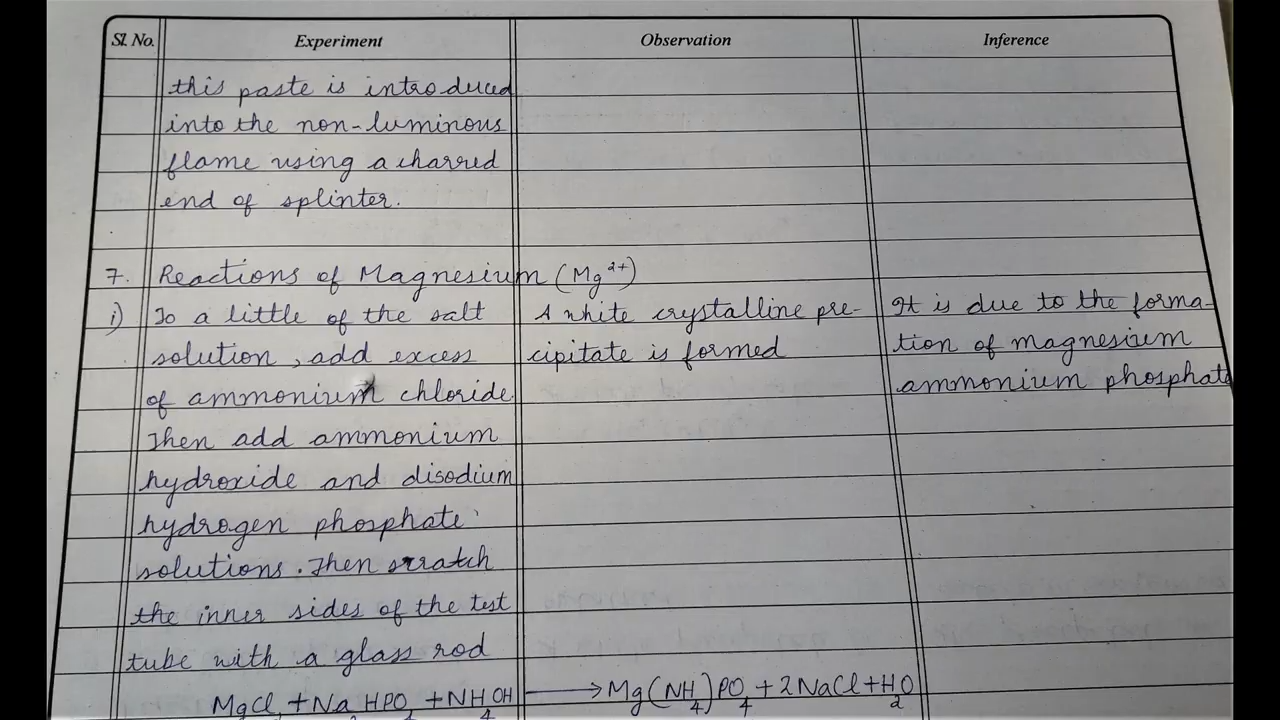 Sl. No. Experiment Observation Inference
this paste is introduced
into the non-luminous
flame using a charred
end of splinter.
7. Reactions of Magnesium (Mg²⁺)
i) To a little of the salt A white crystalline pre- It is due to the forma-
solution, add excess cipitate is formed tion of magnesium
of ammonium chloride. ammonium phosphate
Then add ammonium
hydroxide and disodium
hydrogen phosphate
solutions. Then scratch
the inner sides of the test
tube with a glass rod
MgCl₂ + Na₂HPO₄ + NH₄OH ⟶ Mg(NH₄)PO₄ + 2NaCl + H₂O